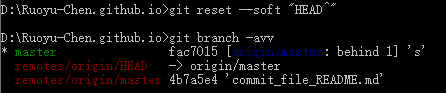 D:\Ruoyu-Chen.github.io>git reset --soft "HEAD^"
D:\Ruoyu-Chen.github.io>git branch -avv
* master                fac7015 [origin/master: behind 1] 's'
  remotes/origin/HEAD   -> origin/master
  remotes/origin/master 4b7a5e4 'commit_file_README.md'